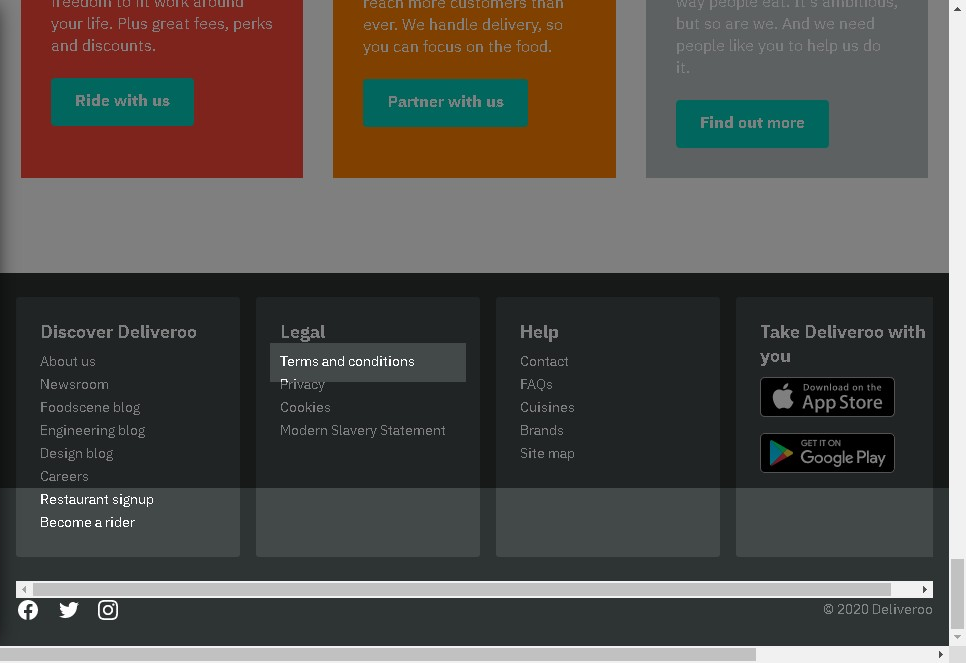 freedom to fit work around
your life. Plus great fees, perks
and discounts.
Ride with us
reach more customers than
ever. We handle delivery, so
you can focus on the food.
Partner with us
way people eat. It's ambitious,
but so are we. And we need
people like you to help us do
it.
Find out more
Discover Deliveroo
About us
Newsroom
Foodscene blog
Engineering blog
Design blog
Careers
Restaurant signup
Become a rider
Legal
Terms and conditions
Privacy
Cookies
Modern Slavery Statement
Help
Contact
FAQs
Cuisines
Brands
Site map
Take Deliveroo with
you
Download on the
App Store
GET IT ON
Google Play
© 2020 Deliveroo